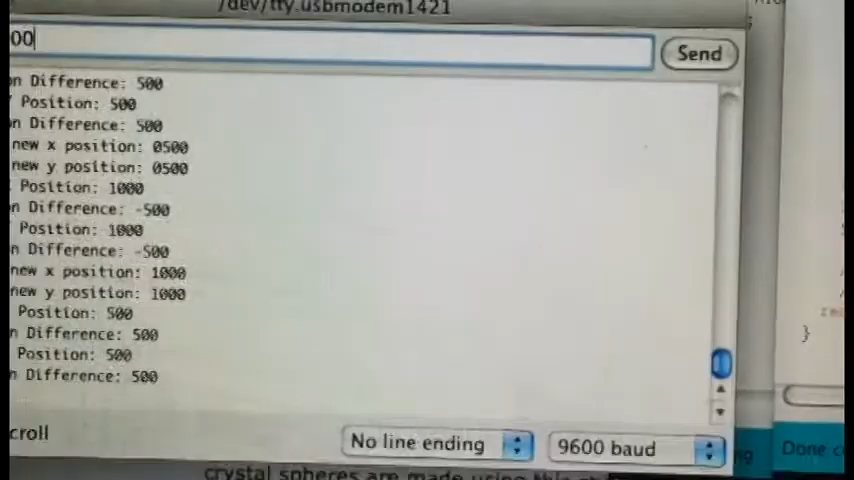 /dev/tty.usbmodem1421
00
Send
n Difference: 500
Position: 500
n Difference: 500
new x position: 0500
new y position: 0500
Position: 1000
n Difference: -500
Position: 1000
n Difference: -500
new x position: 1000
new y position: 1000
Position: 500
n Difference: 500
Position: 500
n Difference: 500
croll
No line ending
9600 baud
ng
Done c
}
crystal spheres are made using this